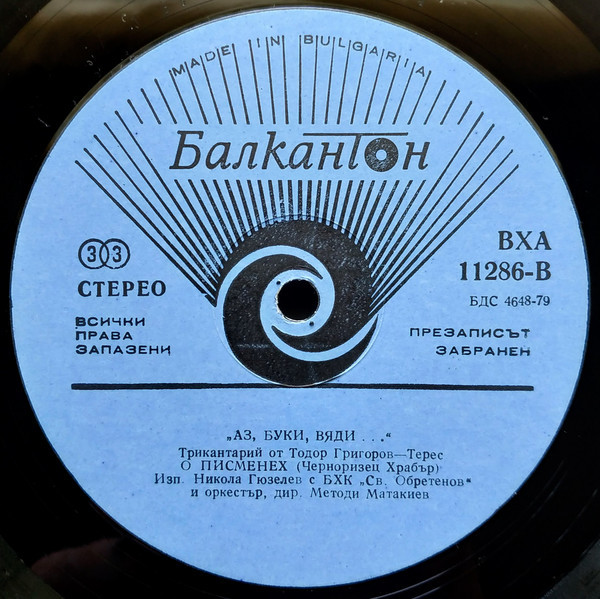 MADE IN BULGARIA
Балкантон
33
СТЕРЕО
ВСИЧКИ
ПРАВА
ЗАПАЗЕНИ
ВХА
11286-В
БДС 4648-79
ПРЕЗАПИСЪТ
ЗАБРАНЕН
„АЗ, БУКИ, ВЯДИ . . .“
Трикантарий от Тодор Григоров—Терес
О ПИСМЕНЕХ (Черноризец Храбър)
Изп. Никола Гюзелев с БХК „Св. Обретенов“
и оркестър, дир. Методи Матакиев